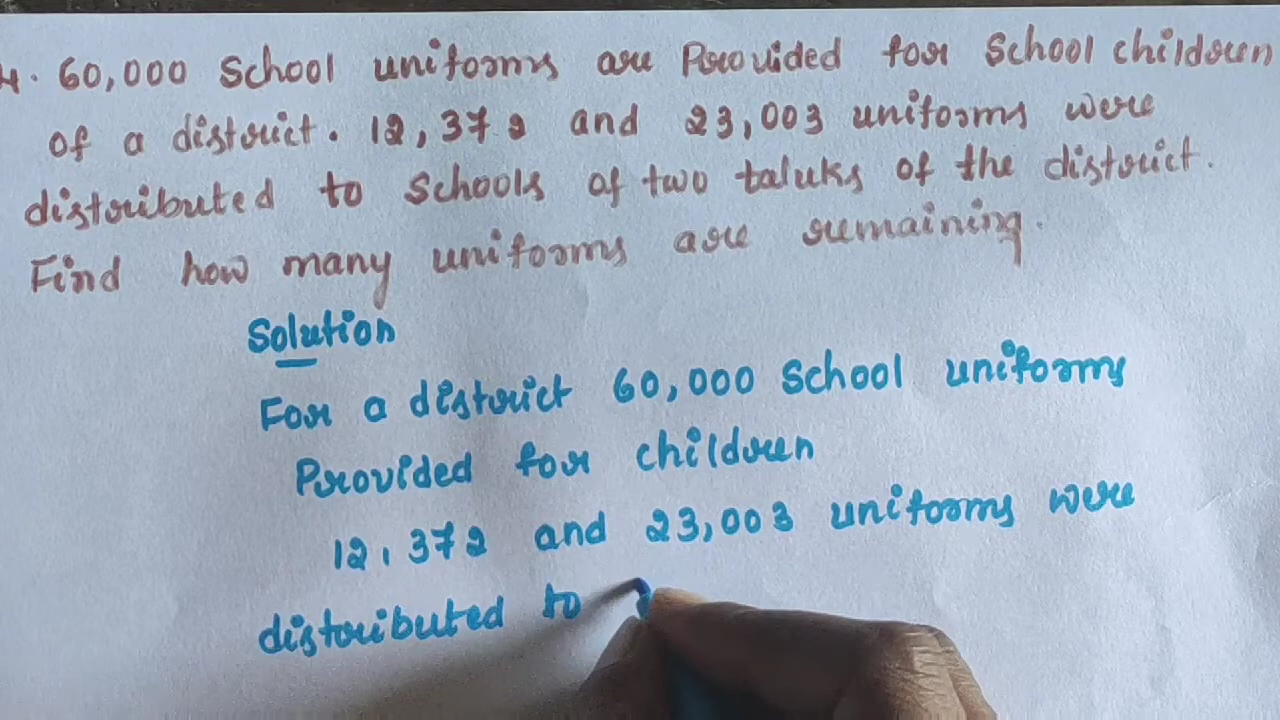 4. 60,000 School uniforms are Provided for School children
of a district. 12,372 and 23,003 uniforms were
distributed to schools of two taluks of the district.
Find how many uniforms are remaining.
Solution
For a district 60,000 School uniforms
Provided for children
12,372 and 23,003 uniforms were
distributed to